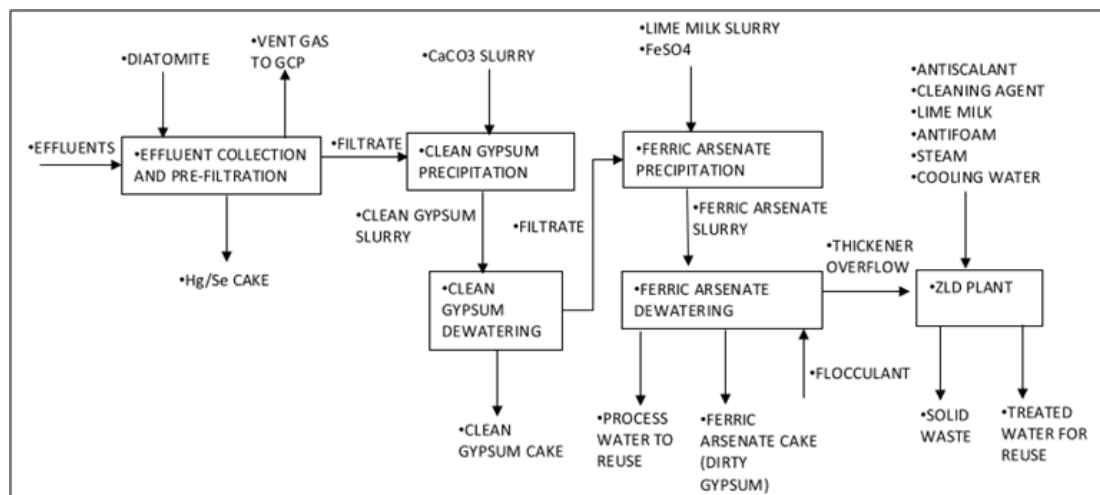 •DIATOMITE
•VENT GAS
TO GCP
•EFFLUENTS
•EFFLUENT COLLECTION
AND PRE-FILTRATION
•Hg/Se CAKE
•FILTRATE
•CaCO3 SLURRY
•CLEAN GYPSUM
PRECIPITATION
•CLEAN GYPSUM
SLURRY
•CLEAN
GYPSUM
DEWATERING
•CLEAN
GYPSUM CAKE
•FILTRATE
•LIME MILK SLURRY
•FeSO4
•FERRIC ARSENATE
PRECIPITATION
•FERRIC ARSENATE
SLURRY
•FERRIC ARSENATE
DEWATERING
•PROCESS
WATER TO
REUSE
•FERRIC
ARSENATE CAKE
(DIRTY
GYPSUM)
•FLOCCULANT
•THICKENER
OVERFLOW
•ANTISCALANT
•CLEANING AGENT
•LIME MILK
•ANTIFOAM
•STEAM
•COOLING WATER
•ZLD PLANT
•SOLID
WASTE
•TREATED
WATER FOR
REUSE